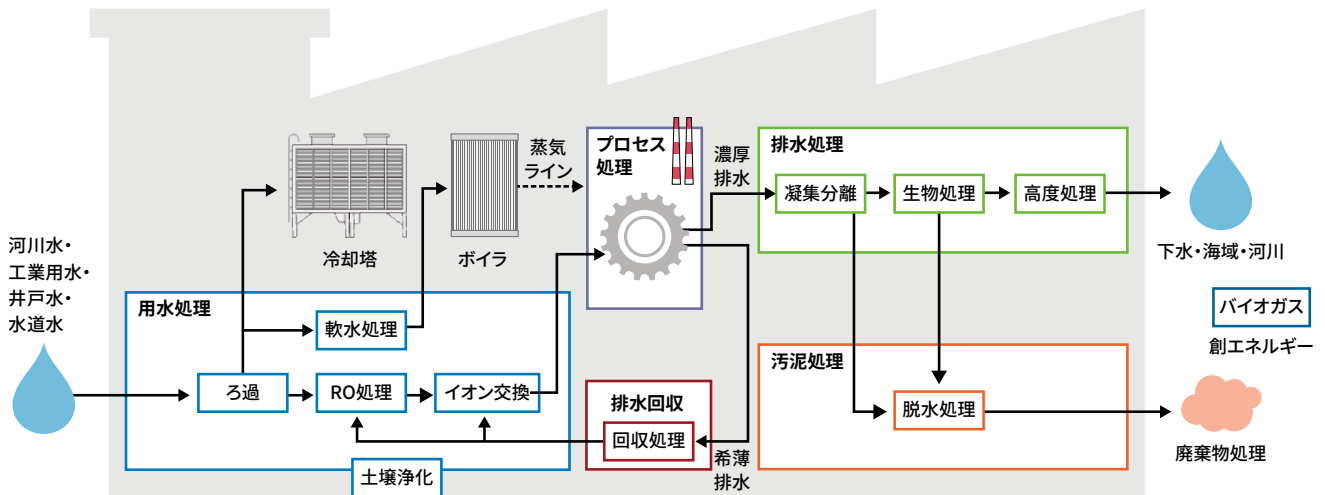 河川水・
工業用水・
井戸水・
水道水
冷却塔
ボイラ
蒸気
ライン
プロセス
処理
濃厚
排水
排水処理
凝集分離
生物処理
高度処理
下水・海域・河川
用水処理
軟水処理
ろ過
RO処理
イオン交換
土壌浄化
排水回収
回収処理
希薄
排水
汚泥処理
脱水処理
バイオガス
創エネルギー
廃棄物処理